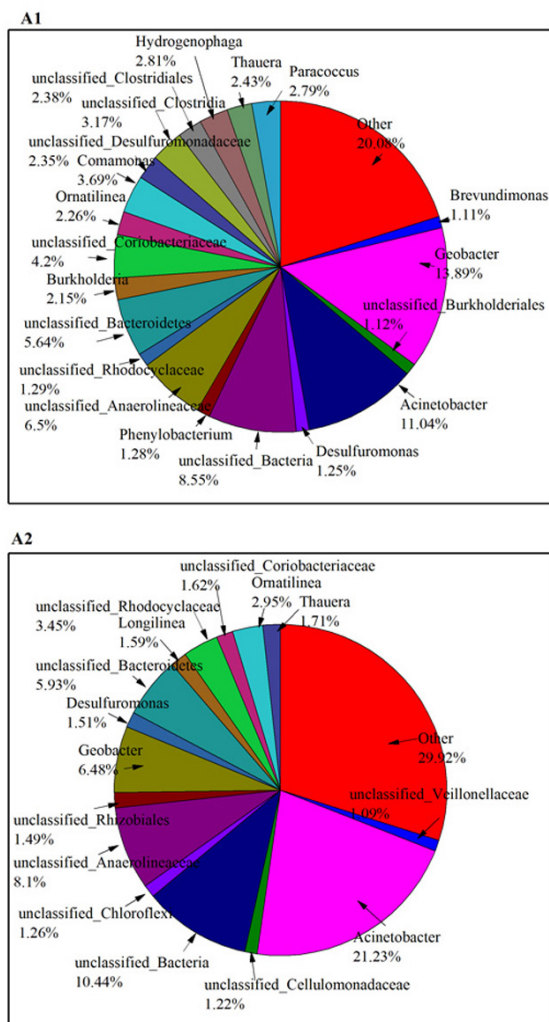 A1
Hydrogenophaga
2.81%
Thauera
2.43%
Paracoccus
2.79%
unclassified_Clostridiales
2.38%
unclassified_Clostridia
3.17%
Other
20.08%
unclassified_Desulfuromonadaceae
2.35%
Comamonas
3.69%
Brevundimonas
1.11%
Ornatilinea
2.26%
Geobacter
13.89%
unclassified_Coriobacteriaceae
4.2%
Burkholderia
2.15%
unclassified_Burkholderiales
1.12%
unclassified_Bacteroidetes
5.64%
unclassified_Rhodocyclaceae
1.29%
unclassified_Anaerolineaceae
6.5%
Acinetobacter
11.04%
Phenylobacterium
1.28%
unclassified_Bacteria
8.55%
Desulfuromonas
1.25%
A2
unclassified_Coriobacteriaceae
1.62%
Ornatilinea
2.95%
Thauera
1.71%
unclassified_Rhodocyclaceae
3.45%
Longilinea
1.59%
unclassified_Bacteroidetes
5.93%
Desulfuromonas
1.51%
Geobacter
6.48%
Other
29.92%
unclassified_Veillonellaceae
1.09%
unclassified_Rhizobiales
1.49%
unclassified_Anaerolineaceae
8.1%
unclassified_Chloroflexi
1.26%
Acinetobacter
21.23%
unclassified_Bacteria
10.44%
unclassified_Cellulomonadaceae
1.22%